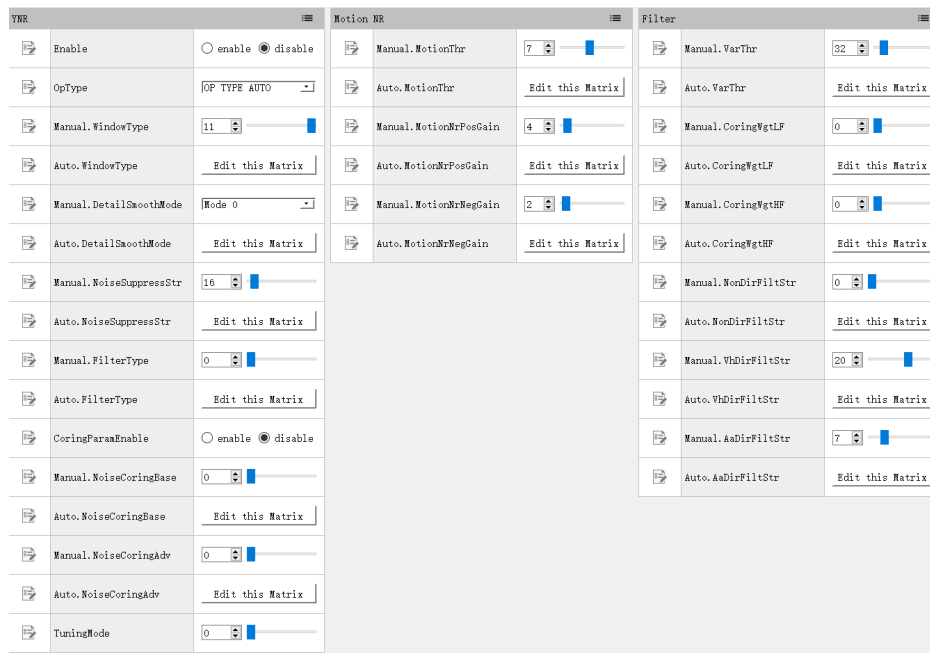 YNR
Enable enable disable
OpType OP TYPE AUTO
Manual.WindowType 11
Auto.WindowType Edit this Matrix
Manual.DetailSmoothMode Mode 0
Auto.DetailSmoothMode Edit this Matrix
Manual.NoiseSuppressStr 16
Auto.NoiseSuppressStr Edit this Matrix
Manual.FilterType 0
Auto.FilterType Edit this Matrix
CoringParamEnable enable disable
Manual.NoiseCoringBase 0
Auto.NoiseCoringBase Edit this Matrix
Manual.NoiseCoringAdv 0
Auto.NoiseCoringAdv Edit this Matrix
TuningMode 0
Motion NR
Manual.MotionThr 7
Auto.MotionThr Edit this Matrix
Manual.MotionNrPosGain 4
Auto.MotionNrPosGain Edit this Matrix
Manual.MotionNrNegGain 2
Auto.MotionNrNegGain Edit this Matrix
Filter
Manual.VarThr 32
Auto.VarThr Edit this Matrix
Manual.CoringWgtLF 0
Auto.CoringWgtLF Edit this Matrix
Manual.CoringWgtHF 0
Auto.CoringWgtHF Edit this Matrix
Manual.NonDirFiltStr 0
Auto.NonDirFiltStr Edit this Matrix
Manual.VhDirFiltStr 20
Auto.VhDirFiltStr Edit this Matrix
Manual.AaDirFiltStr 7
Auto.AaDirFiltStr Edit this Matrix